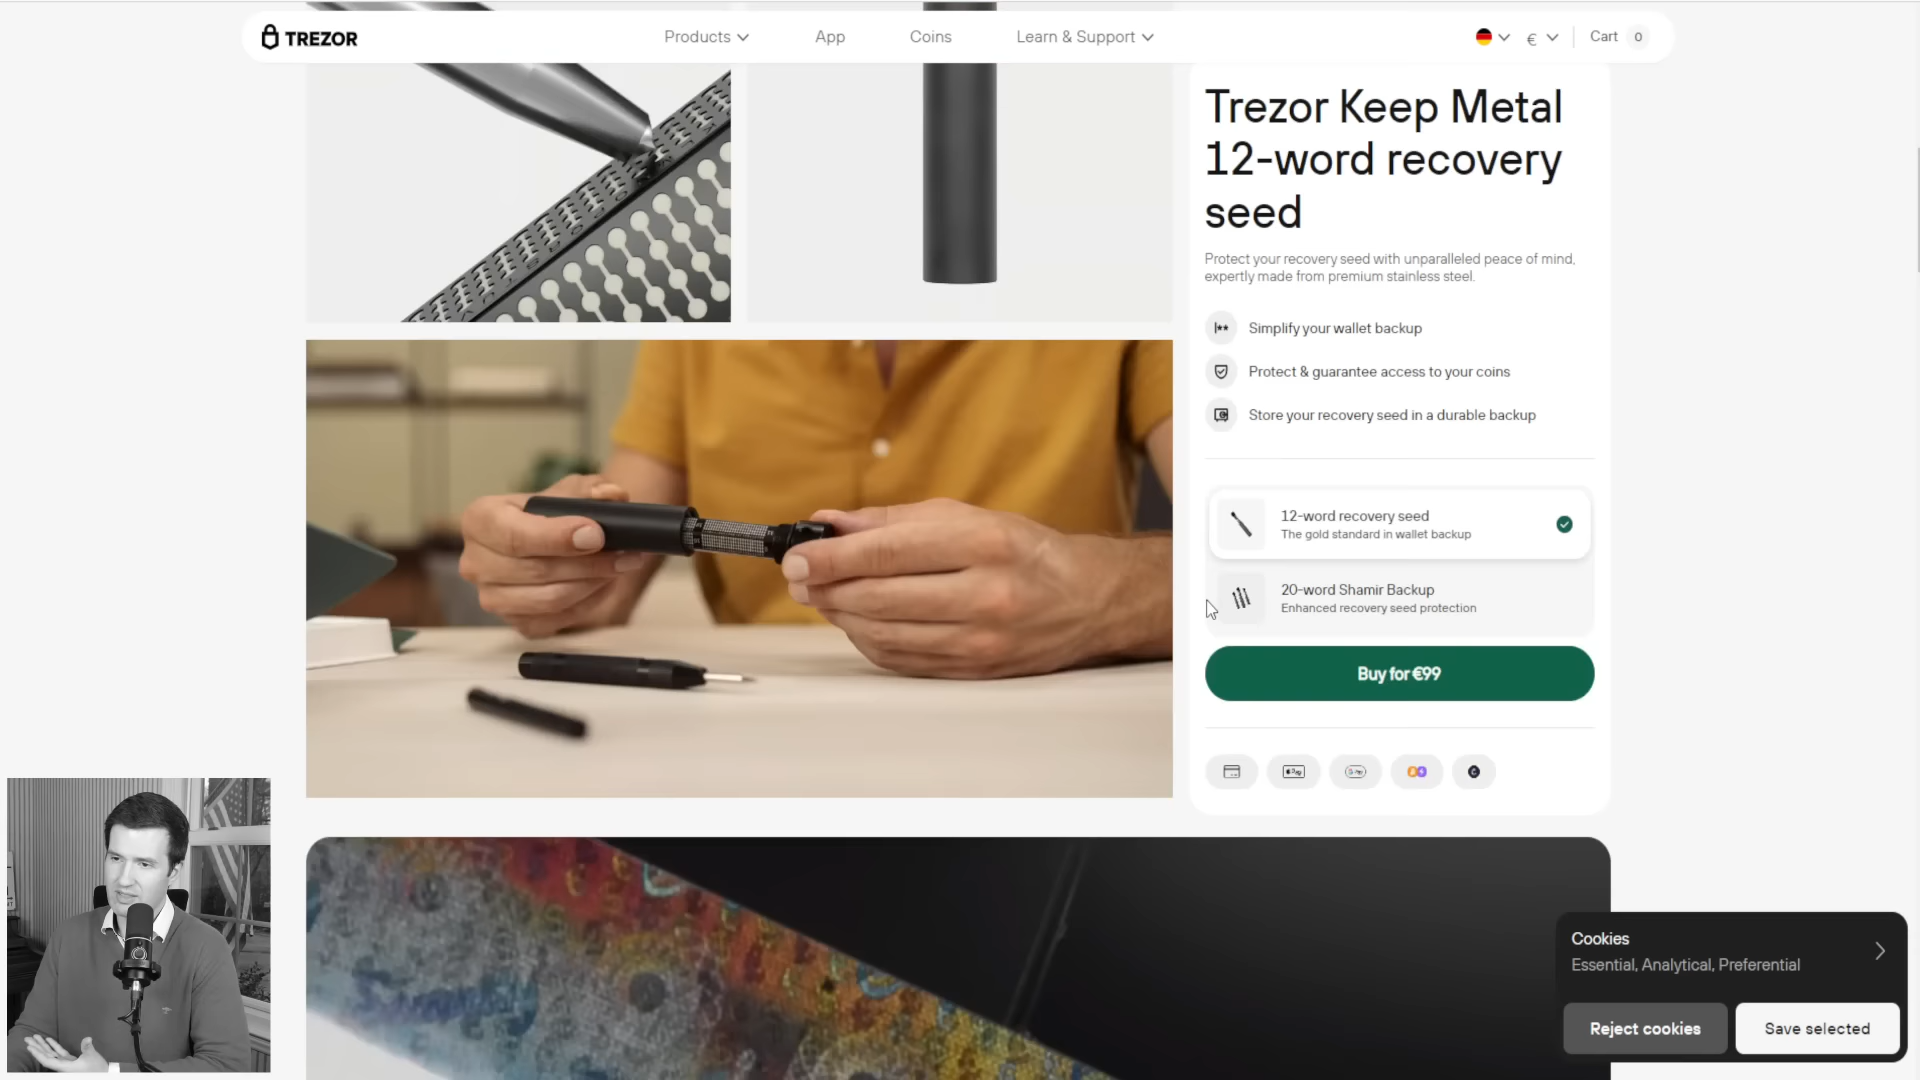 TREZOR
Products
App
Coins
Learn & Support
€
Cart
0
Trezor Keep Metal
12-word recovery
seed
Protect your recovery seed with unparalleled peace of mind,
expertly made from premium stainless steel.
Simplify your wallet backup
Protect & guarantee access to your coins
Store your recovery seed in a durable backup
12-word recovery seed
The gold standard in wallet backup
20-word Shamir Backup
Enhanced recovery seed protection
Buy for €99
Cookies
Essential, Analytical, Preferential
Reject cookies
Save selected